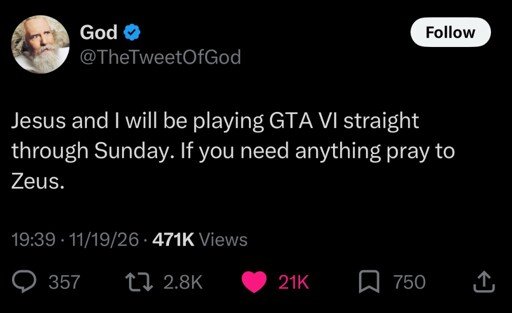 God
@TheTweetOfGod
Follow
Jesus and I will be playing GTA VI straight
through Sunday. If you need anything pray to
Zeus.
19:39 · 11/19/26 · 471K Views
357 2.8K 21K 750